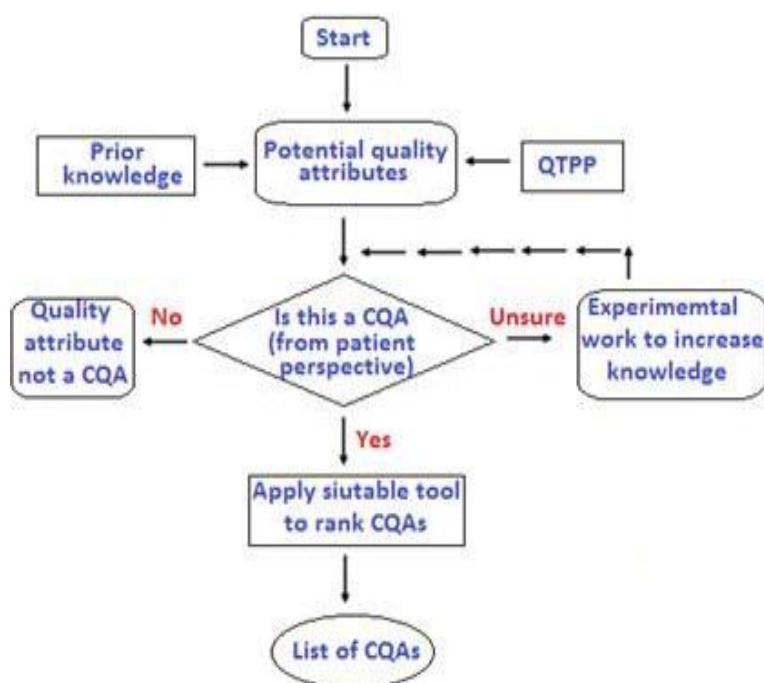 Start
Prior
knowledge
Potential quality
attributes
QTPP
Quality
attribute
not a CQA
No
Is this a CQA
(from patient
perspective)
Unsure
Experimemtal
work to increase
knowledge
Yes
Apply siutable tool
to rank CQAs
List of CQAs